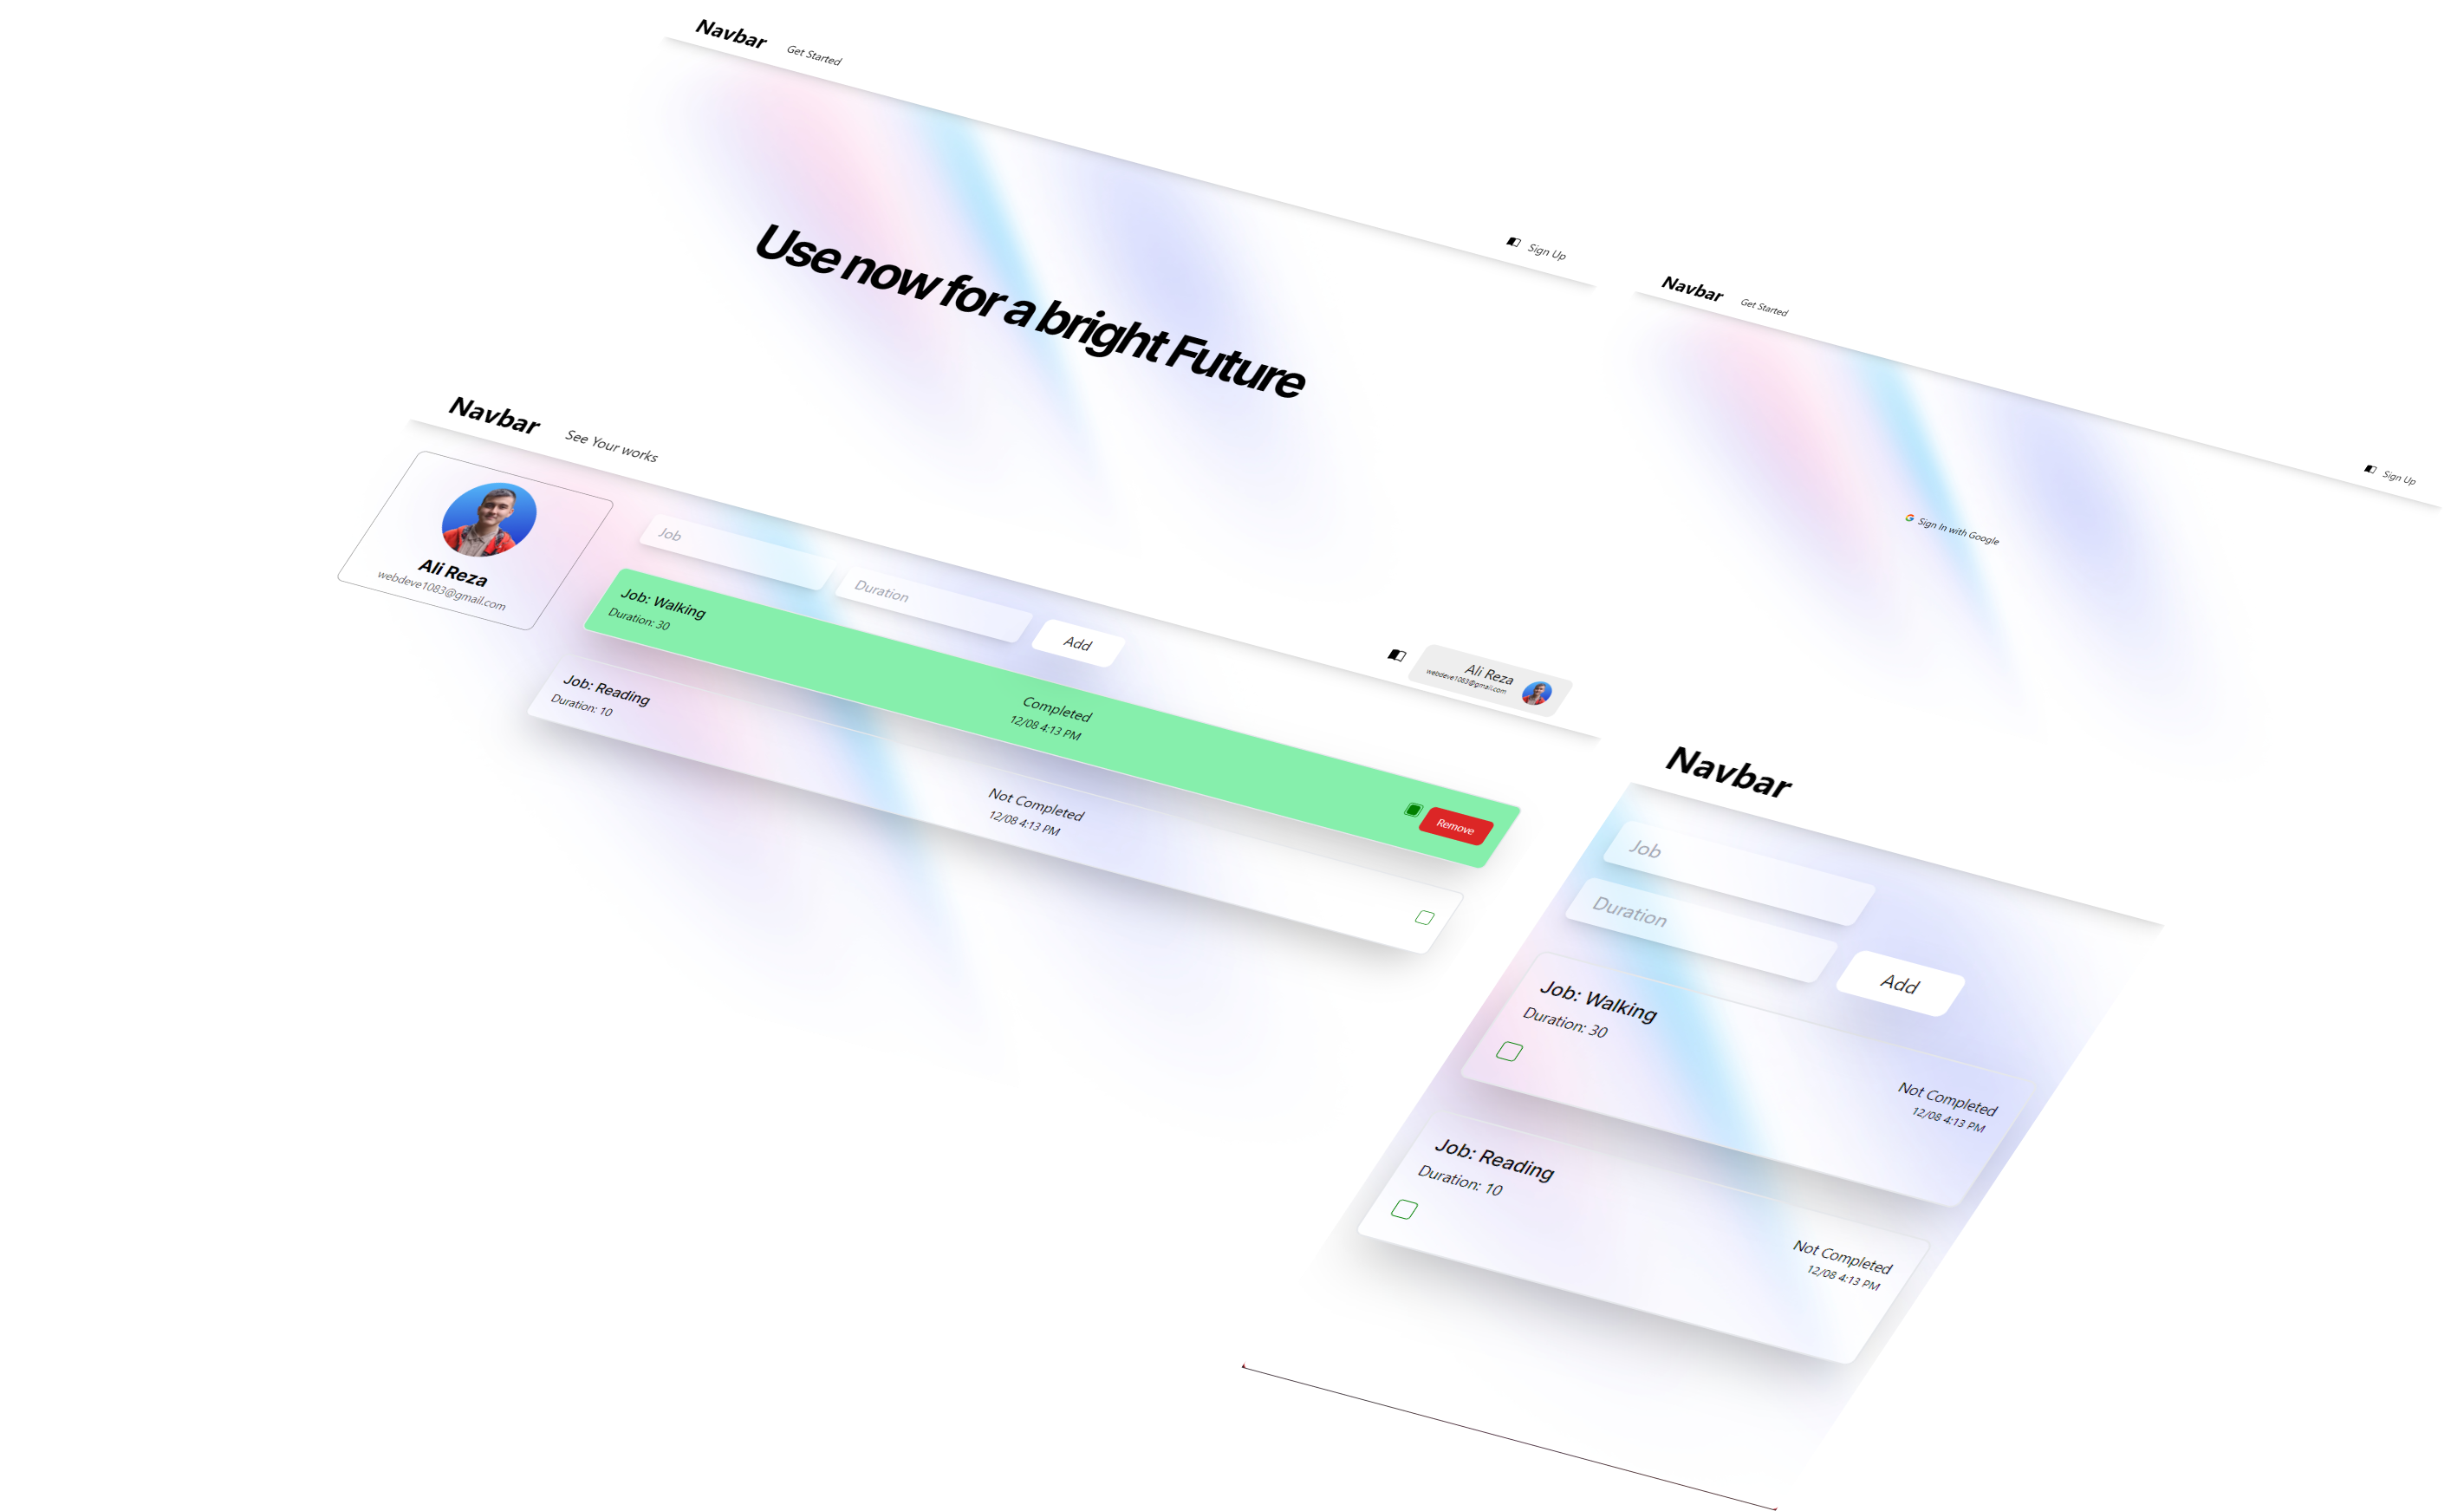 Navbar
Get Started
Sign Up
Use now for a bright Future
Navbar
Get Started
Sign Up
Sign In with Google
Navbar
See Your works
Ali Reza
webdeve1083@gmail.com
Ali Reza
webdeve1083@gmail.com
Job
Duration
Add
Job: Walking
Duration: 30
Completed
12/08 4:13 PM
Remove
Job: Reading
Duration: 10
Not Completed
12/08 4:13 PM
Navbar
Job
Duration
Add
Job: Walking
Duration: 30
Not Completed
12/08 4:13 PM
Job: Reading
Duration: 10
Not Completed
12/08 4:13 PM